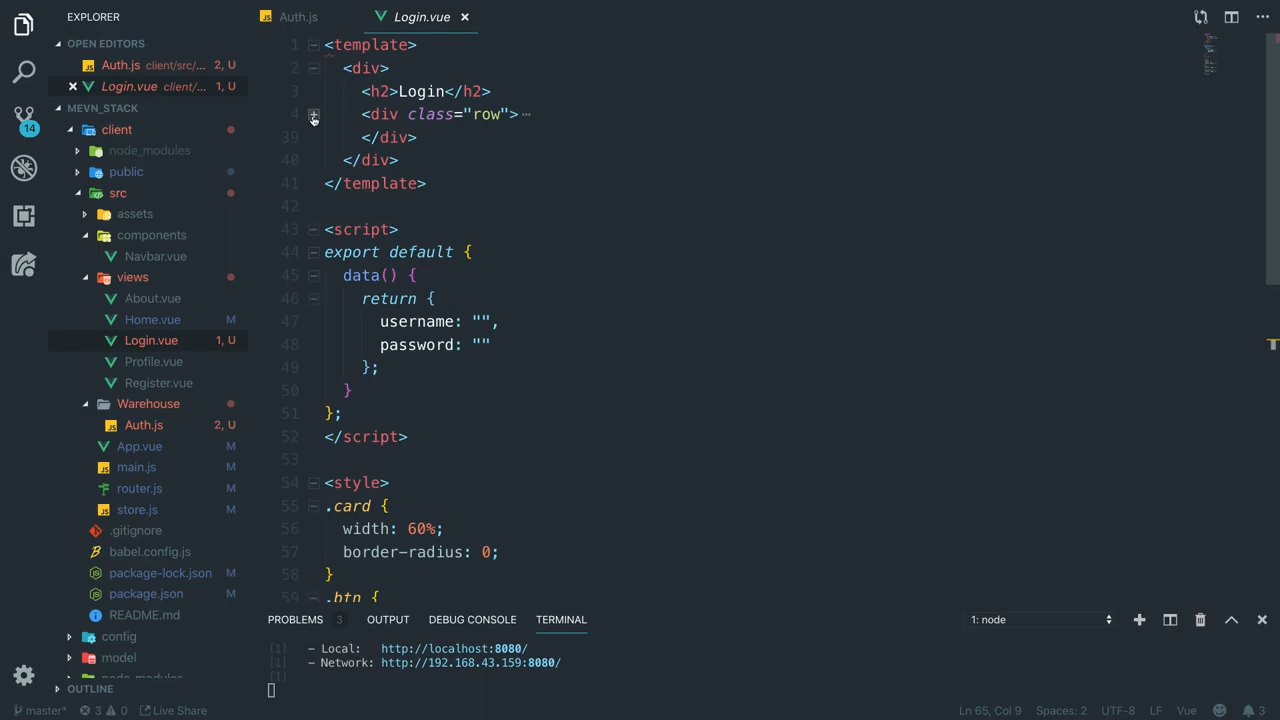 EXPLORER
OPEN EDITORS
Auth.js client/src/... 2, U
Login.vue client/... 1, U
MEVN_STACK
client
node_modules
public
src
assets
components
Navbar.vue
views
About.vue
Home.vue M
Login.vue 1, U
Profile.vue
Register.vue
Warehouse
Auth.js 2, U
App.vue M
main.js M
router.js M
store.js M
.gitignore
babel.config.js
package-lock.json M
package.json M
README.md
config
model
node_modules
OUTLINE
14
Auth.js
Login.vue
1 <template>
2 <div>
3 <h2>Login</h2>
4 <div class="row">
39 </div>
40 </div>
41 </template>
42
43 <script>
44 export default {
45 data() {
46 return {
47 username: "",
48 password: ""
49 };
50 }
51 };
52 </script>
53
54 <style>
55 .card {
56 width: 60%;
57 border-radius: 0;
58 }
59 .btn {
PROBLEMS 3 OUTPUT DEBUG CONSOLE TERMINAL
1: node
[1] - Local: http://localhost:8080/
[1] - Network: http://192.168.43.159:8080/
[1]
master* 3 0 Live Share
Ln 65, Col 9 Spaces: 2 UTF-8 LF Vue 3